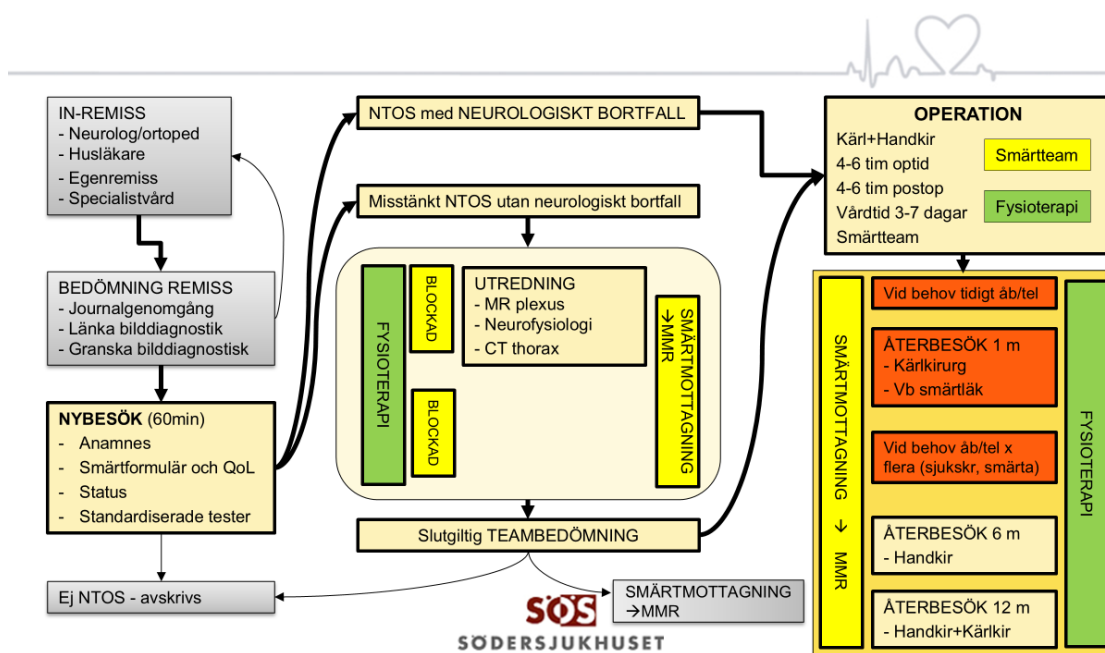 IN-REMISS
- Neurolog/ortoped
- Husläkare
- Egenremiss
- Specialistvård
BEDÖMNING REMISS
- Journalgenomgång
- Länka bilddiagnostik
- Granska bilddiagnostisk
NYBESÖK (60min)
- Anamnes
- Smärtformulär och QoL
- Status
- Standardiserade tester
Ej NTOS - avskrivs
NTOS med NEUROLOGISKT BORTFALL
Misstänkt NTOS utan neurologiskt bortfall
FYSIOTERAPI
BLOCKAD
BLOCKAD
UTREDNING
- MR plexus
- Neurofysiologi
- CT thorax
SMÄRTMOTTAGNING
→MMR
Slutgiltig TEAMBEDÖMNING
SMÄRTMOTTAGNING
→MMR
SÖS
SÖDERSJUKHUSET
OPERATION
Kärl+Handkir
4-6 tim optid
4-6 tim postop
Vårdtid 3-7 dagar
Smärtteam
Smärtteam
Fysioterapi
SMÄRTMOTTAGNING → → MMR
Vid behov tidigt åb/tel
ÅTERBESÖK 1 m
- Kärlkirurg
- Vb smärtläk
Vid behov åb/tel x
flera (sjukskr, smärta)
ÅTERBESÖK 6 m
- Handkir
ÅTERBESÖK 12 m
- Handkir+Kärlkir
FYSIOTERAPI